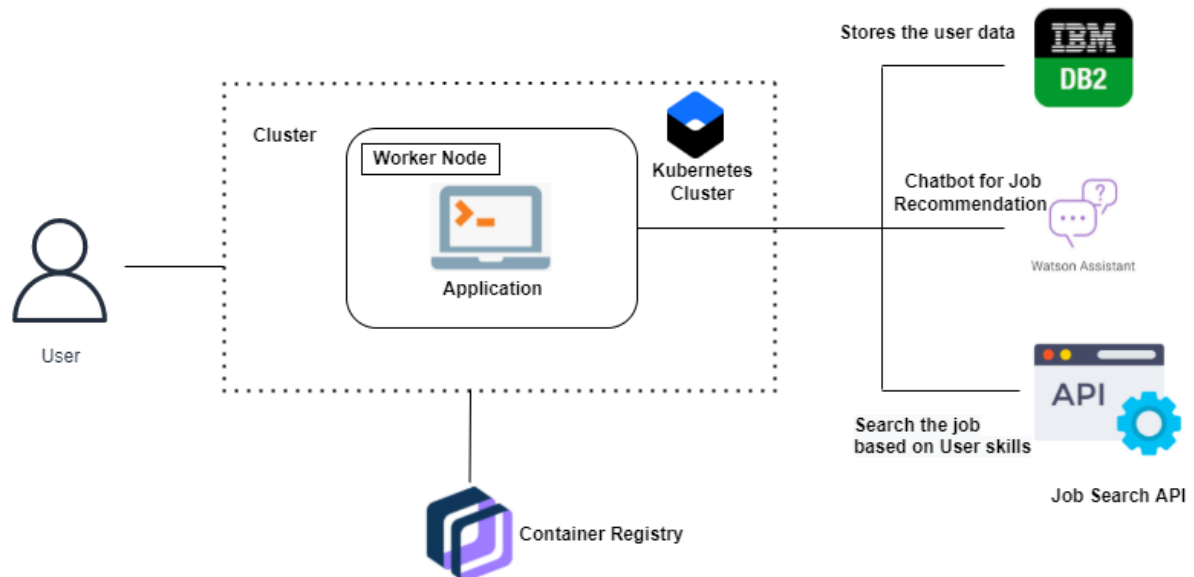 Stores the user data
IBM
DB2
Cluster
Worker Node
Kubernetes
Cluster
Application
Chatbot for Job
Recommendation
Watson Assistant
User
API
Search the job
based on User skills
Job Search API
Container Registry